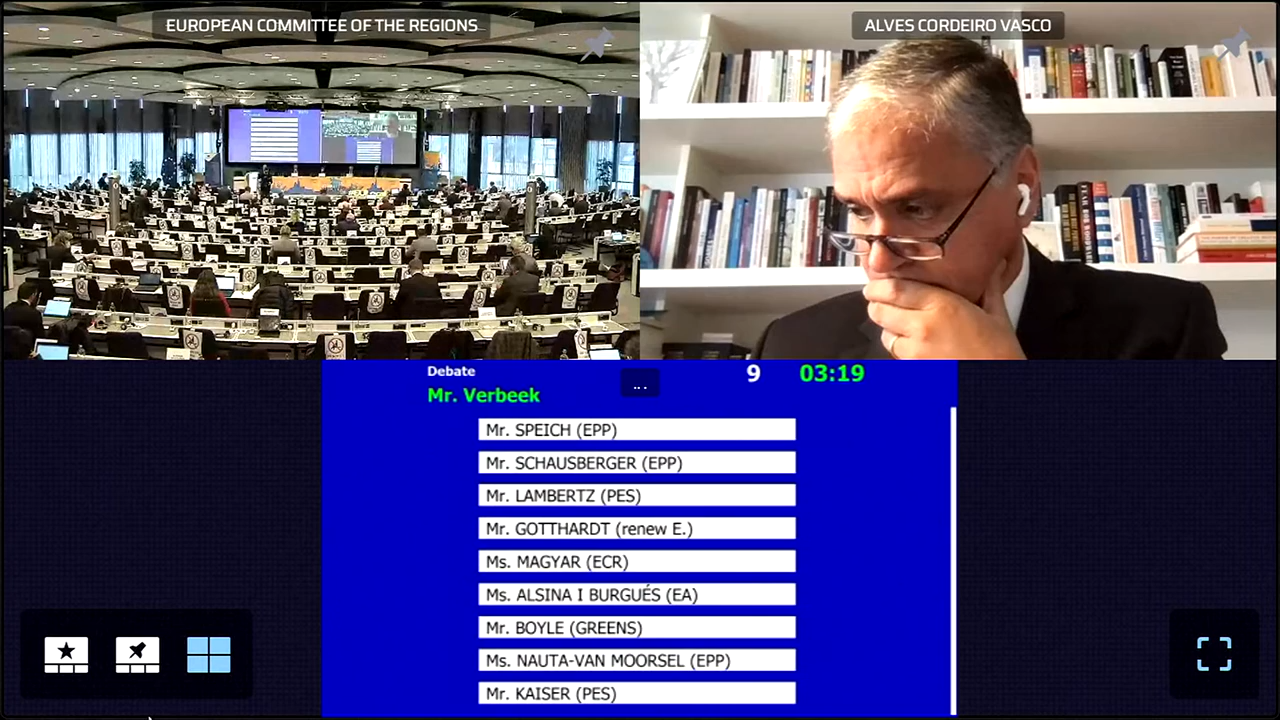 EUROPEAN COMMITTEE OF THE REGIONS
ALVES CORDEIRO VASCO
Debate
...
9
03:19
Mr. Verbeek
Mr. SPEICH (EPP)
Mr. SCHAUSBERGER (EPP)
Mr. LAMBERTZ (PES)
Mr. GOTTHARDT (renew E.)
Ms. MAGYAR (ECR)
Ms. ALSINA I BURGUÉS (EA)
Mr. BOYLE (GREENS)
Ms. NAUTA-VAN MOORSEL (EPP)
Mr. KAISER (PES)